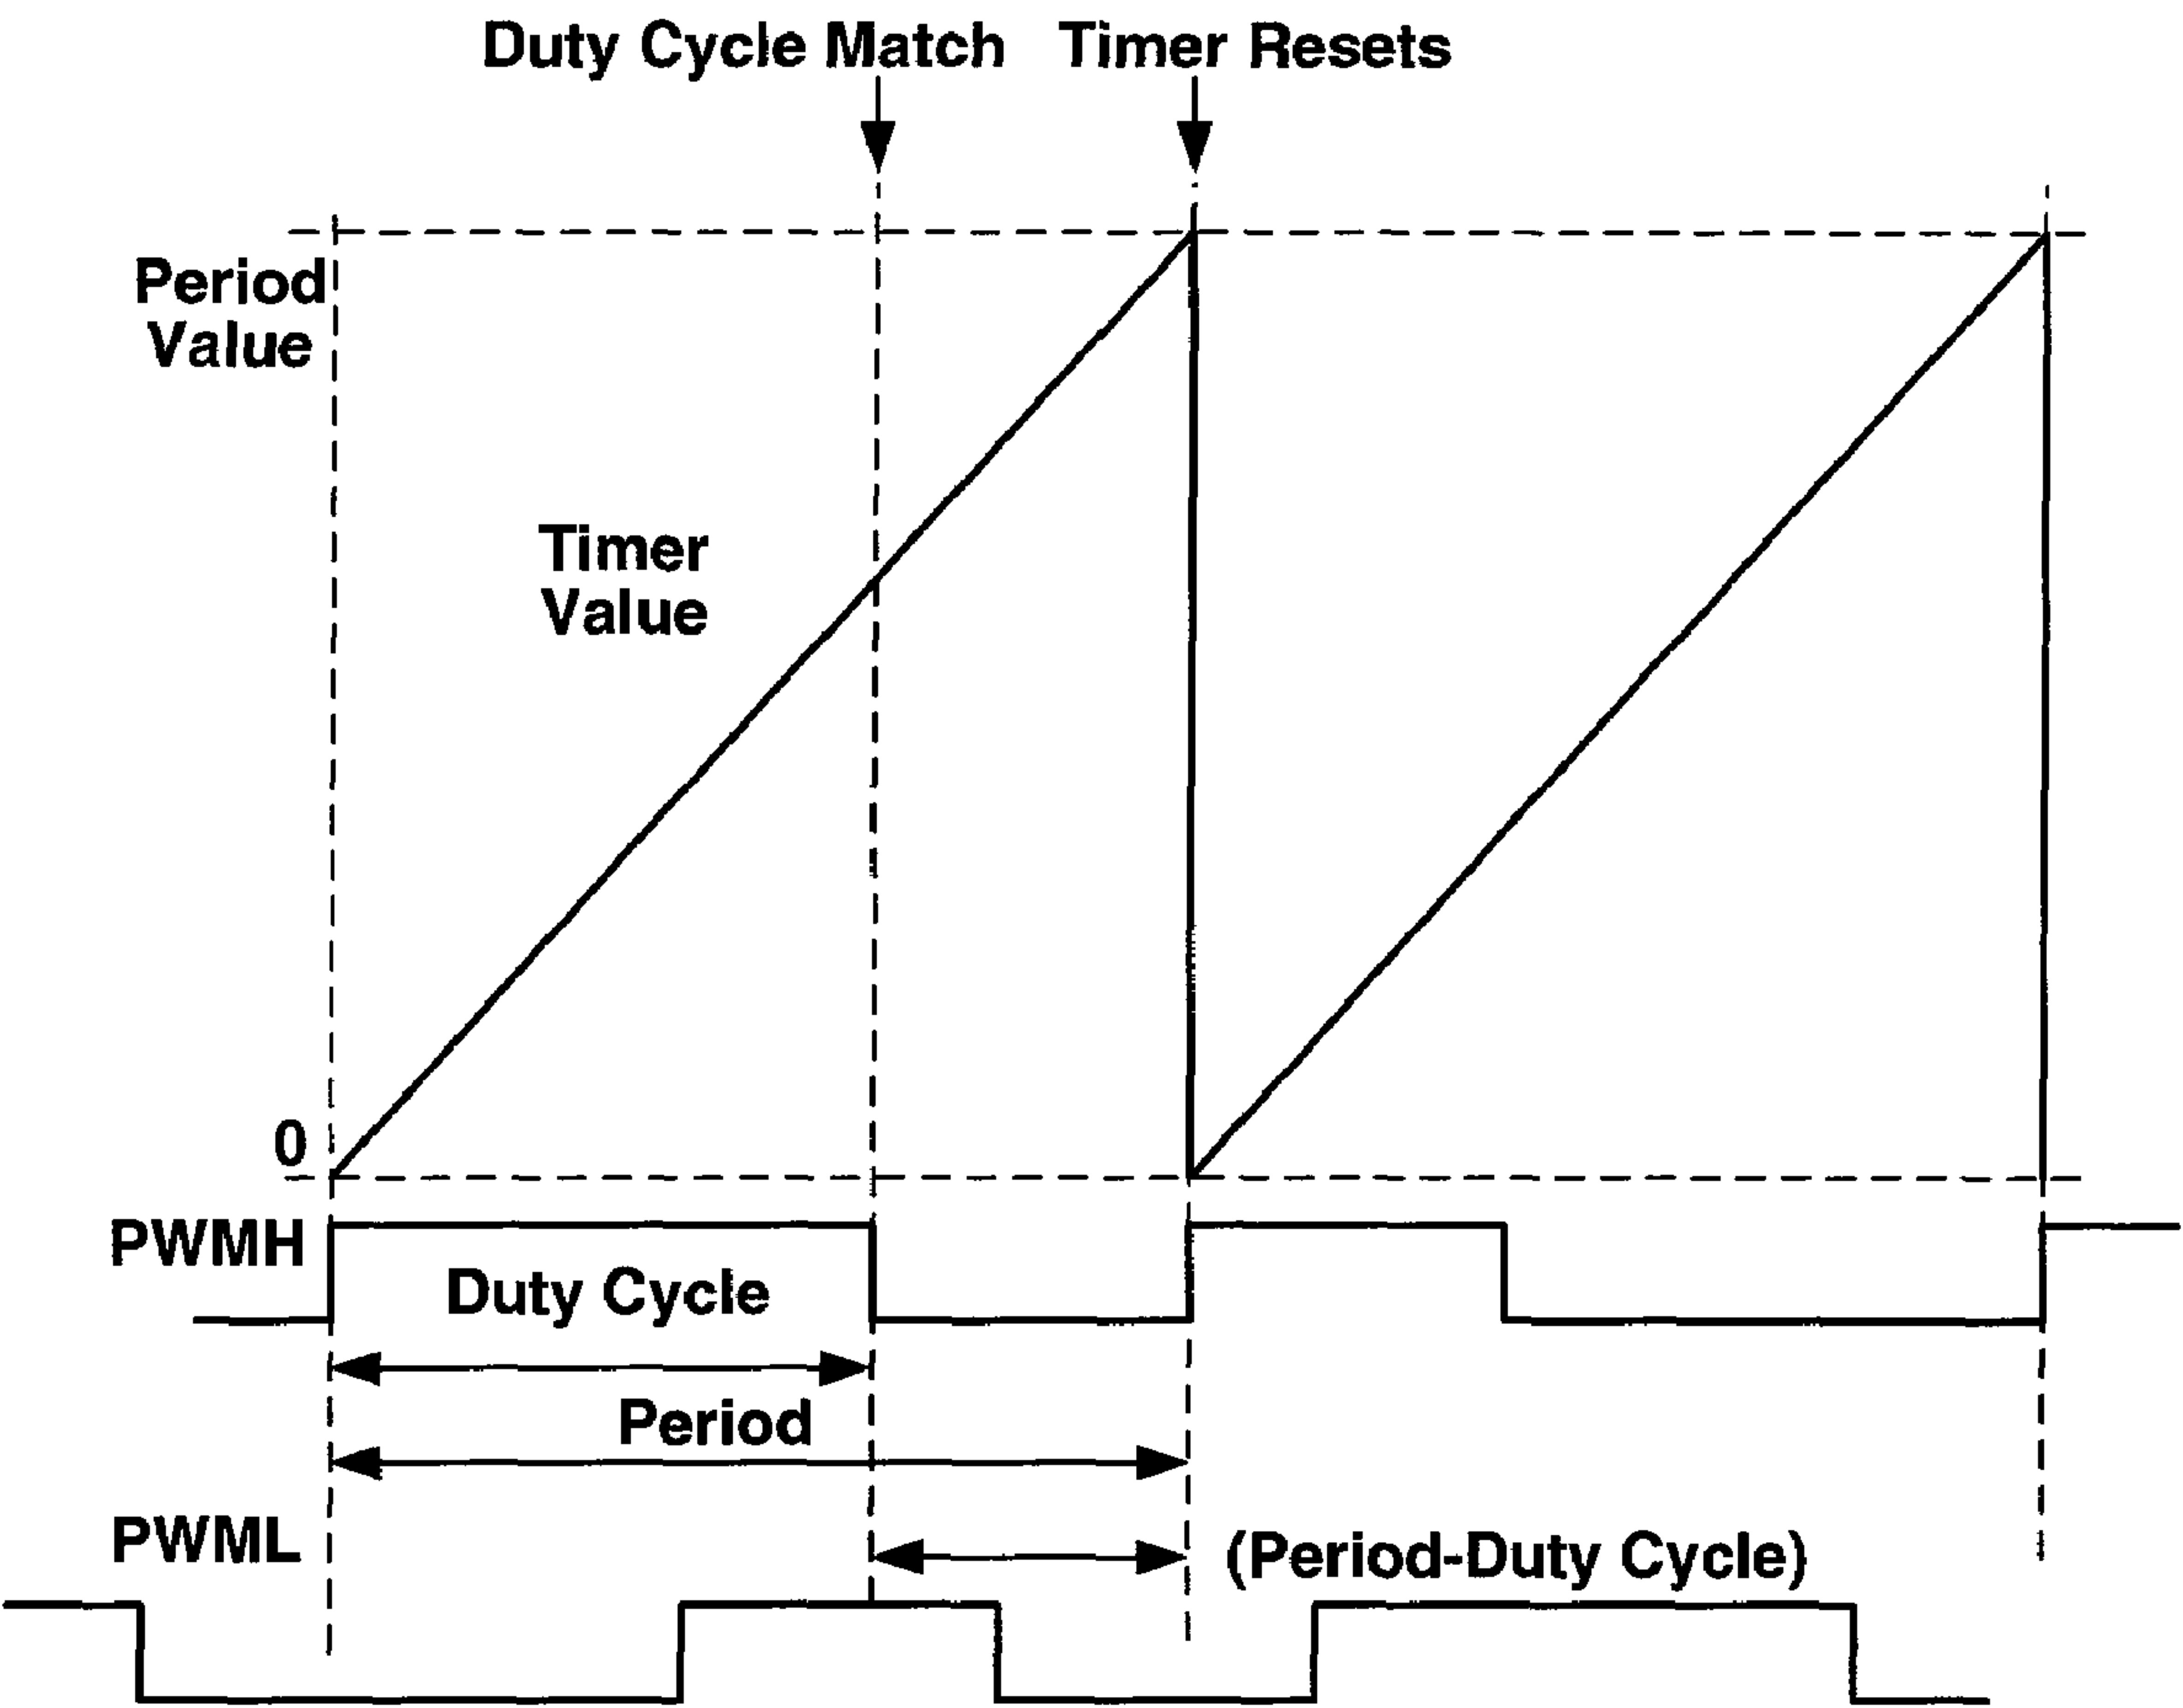 Duty Cycle Match
Timer Resets
Period
Value
Timer
Value
0
PWMH
Duty Cycle
Period
PWML
(Period-Duty Cycle)